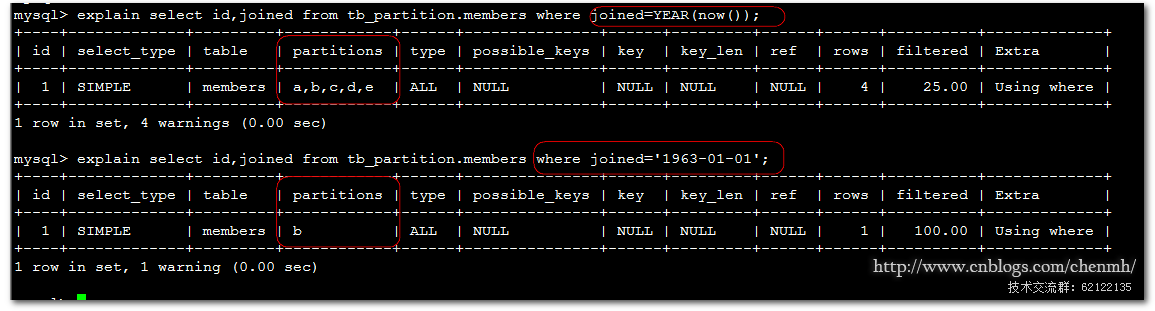 mysql> explain select id,joined from tb_partition.members where joined=YEAR(now());
+----+-------------+---------+------------+------+---------------+------+---------+------+------+----------+-------------+
| id | select_type | table   | partitions | type | possible_keys | key  | key_len | ref  | rows | filtered | Extra       |
+----+-------------+---------+------------+------+---------------+------+---------+------+------+----------+-------------+
|  1 | SIMPLE      | members | a,b,c,d,e  | ALL  | NULL          | NULL | NULL    | NULL |    4 |    25.00 | Using where |
+----+-------------+---------+------------+------+---------------+------+---------+------+------+----------+-------------+
1 row in set, 4 warnings (0.00 sec)
mysql> explain select id,joined from tb_partition.members where joined='1963-01-01';
+----+-------------+---------+------------+------+---------------+------+---------+------+------+----------+-------------+
| id | select_type | table   | partitions | type | possible_keys | key  | key_len | ref  | rows | filtered | Extra       |
+----+-------------+---------+------------+------+---------------+------+---------+------+------+----------+-------------+
|  1 | SIMPLE      | members | b          | ALL  | NULL          | NULL | NULL    | NULL |    1 |   100.00 | Using where |
+----+-------------+---------+------------+------+---------------+------+---------+------+------+----------+-------------+
1 row in set, 1 warning (0.00 sec)
http://www.cnblogs.com/chenmh/
技术交流群：62122135